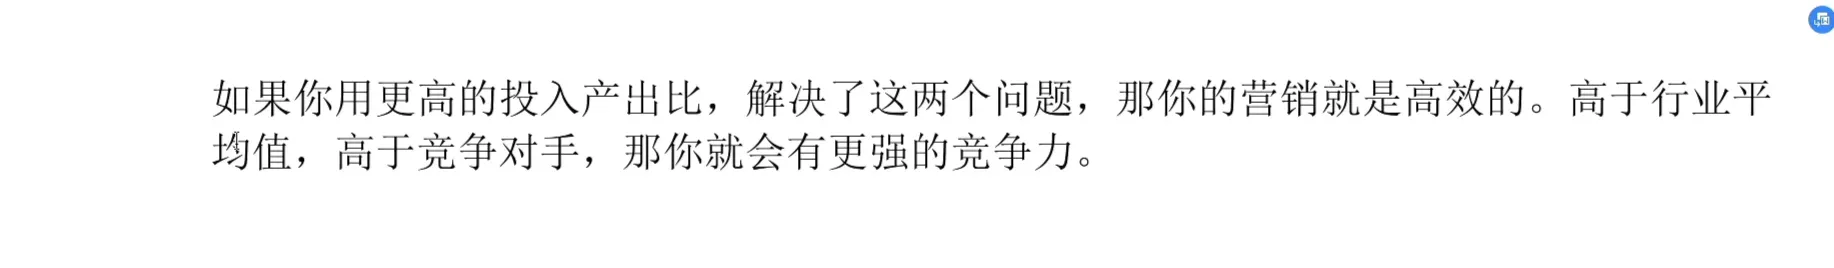 如果你用更高的投入产出比，解决了这两个问题，那你的营销就是高效的。高于行业平
均值，高于竞争对手，那你就会有更强的竞争力。